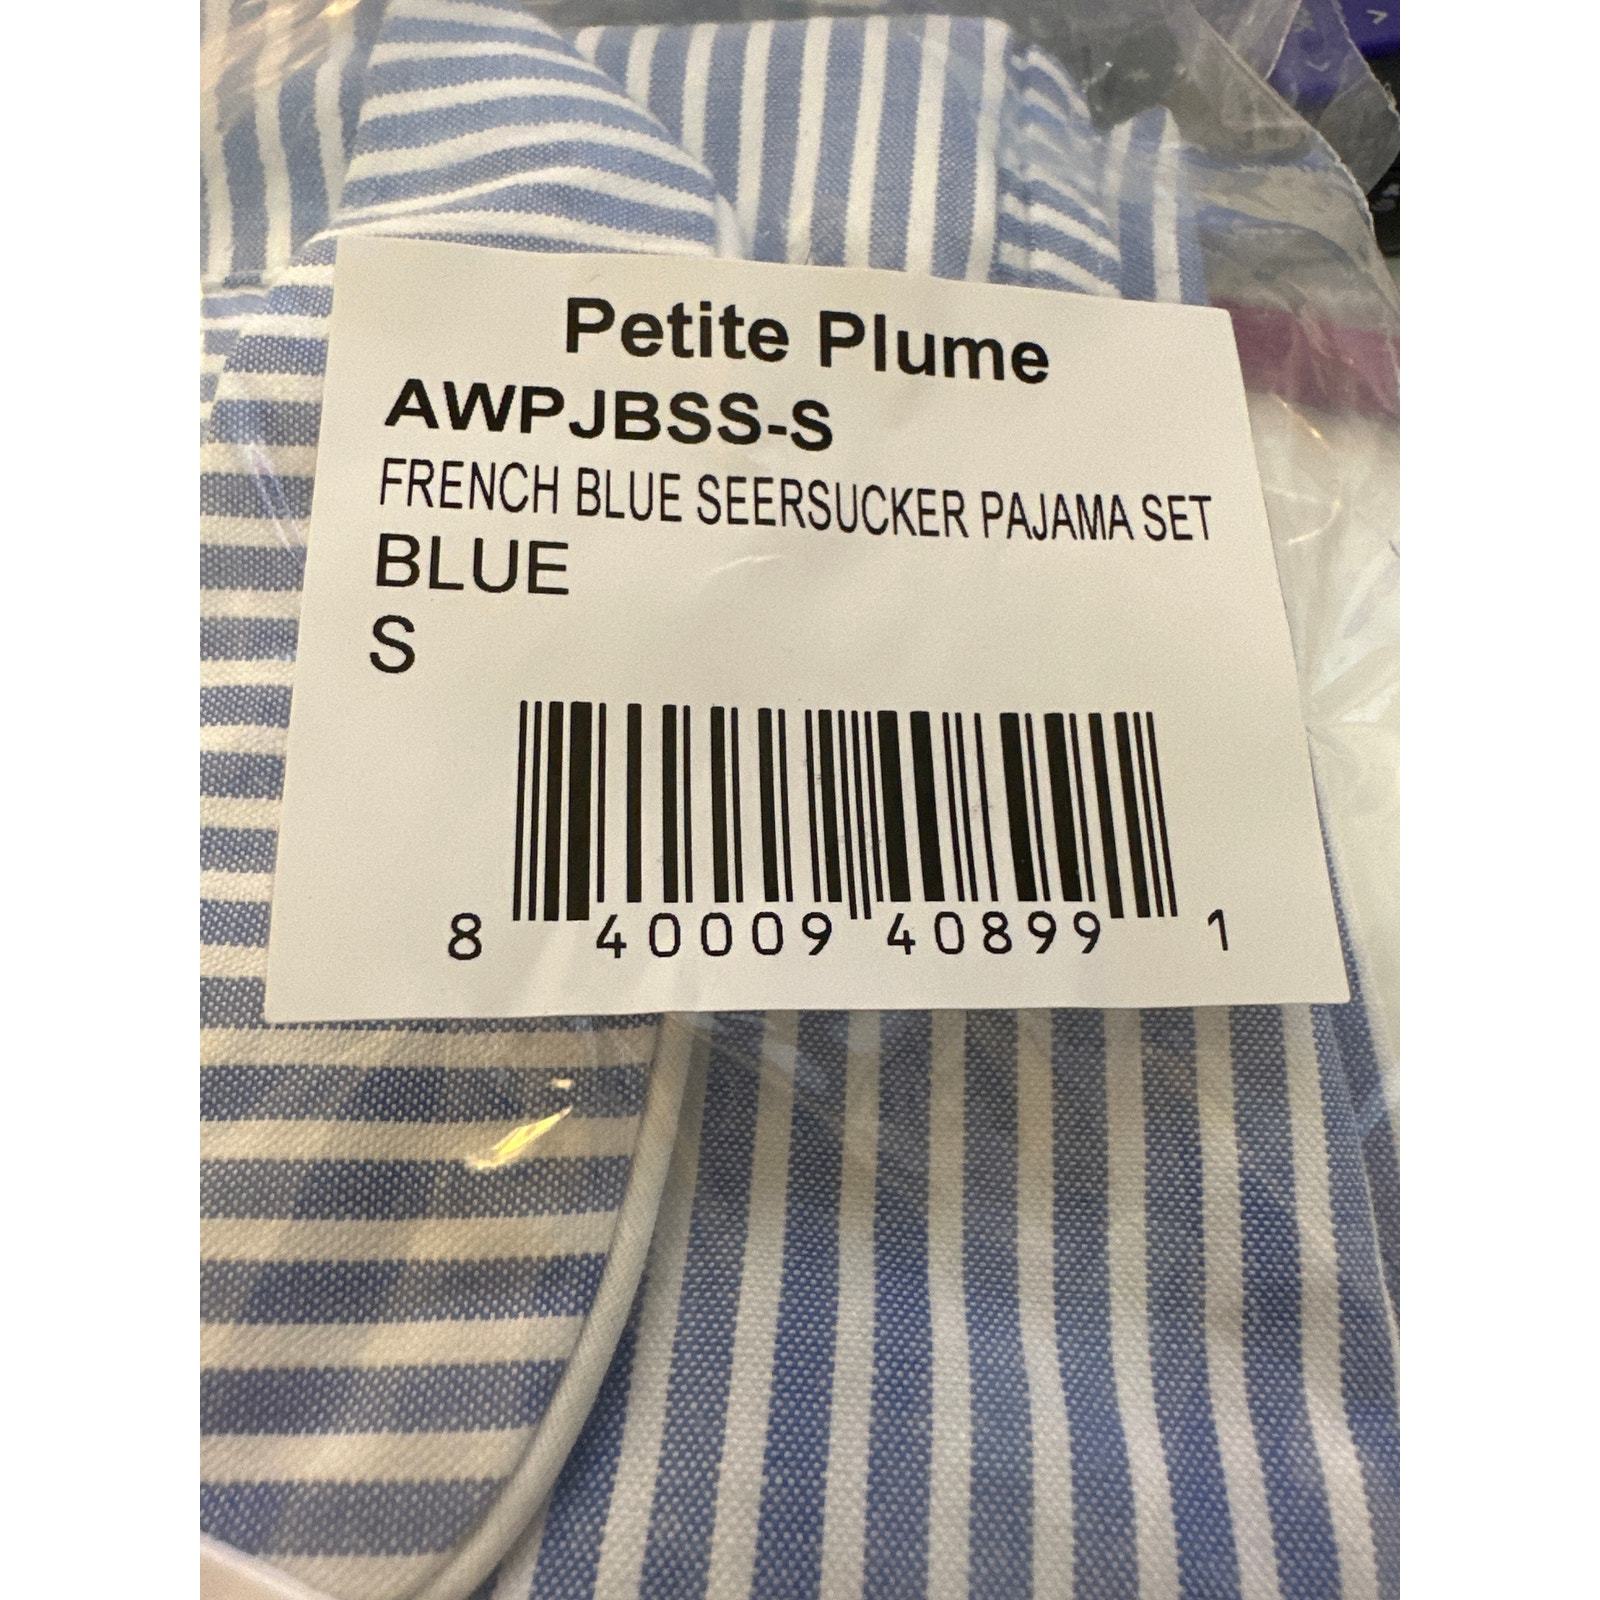 Petite Plume
AWPJBSS-S
FRENCH BLUE SEERSUCKER PAJAMA SET
BLUE
S
8 40009 40899 1